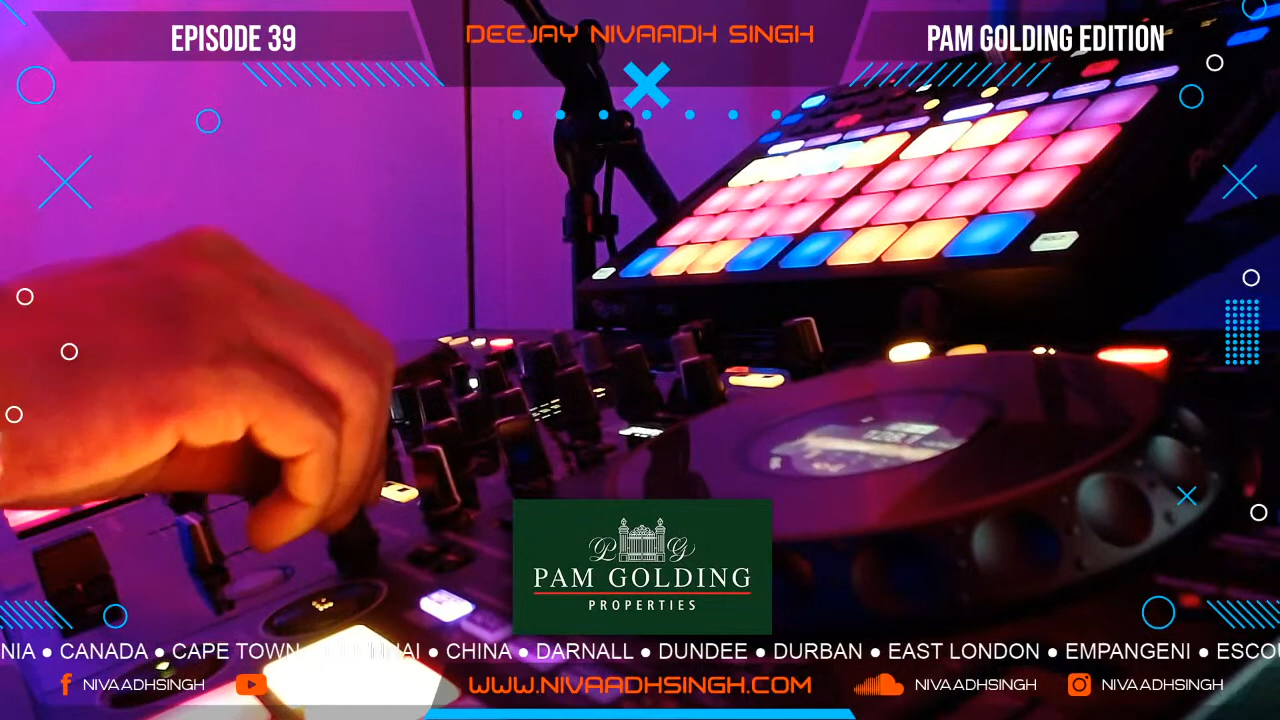 EPISODE 39
DEEJAY NIVAADH SINGH
PAM GOLDING EDITION
P G
PAM GOLDING
PROPERTIES
NIA ● CANADA ● CAPE TOWN ● CHENNAI ● CHINA ● DARNALL ● DUNDEE ● DURBAN ● EAST LONDON ● EMPANGENI ● ESCOU
NIVAADHSINGH
WWW.NIVAADHSINGH.COM
NIVAADHSINGH
NIVAADHSINGH